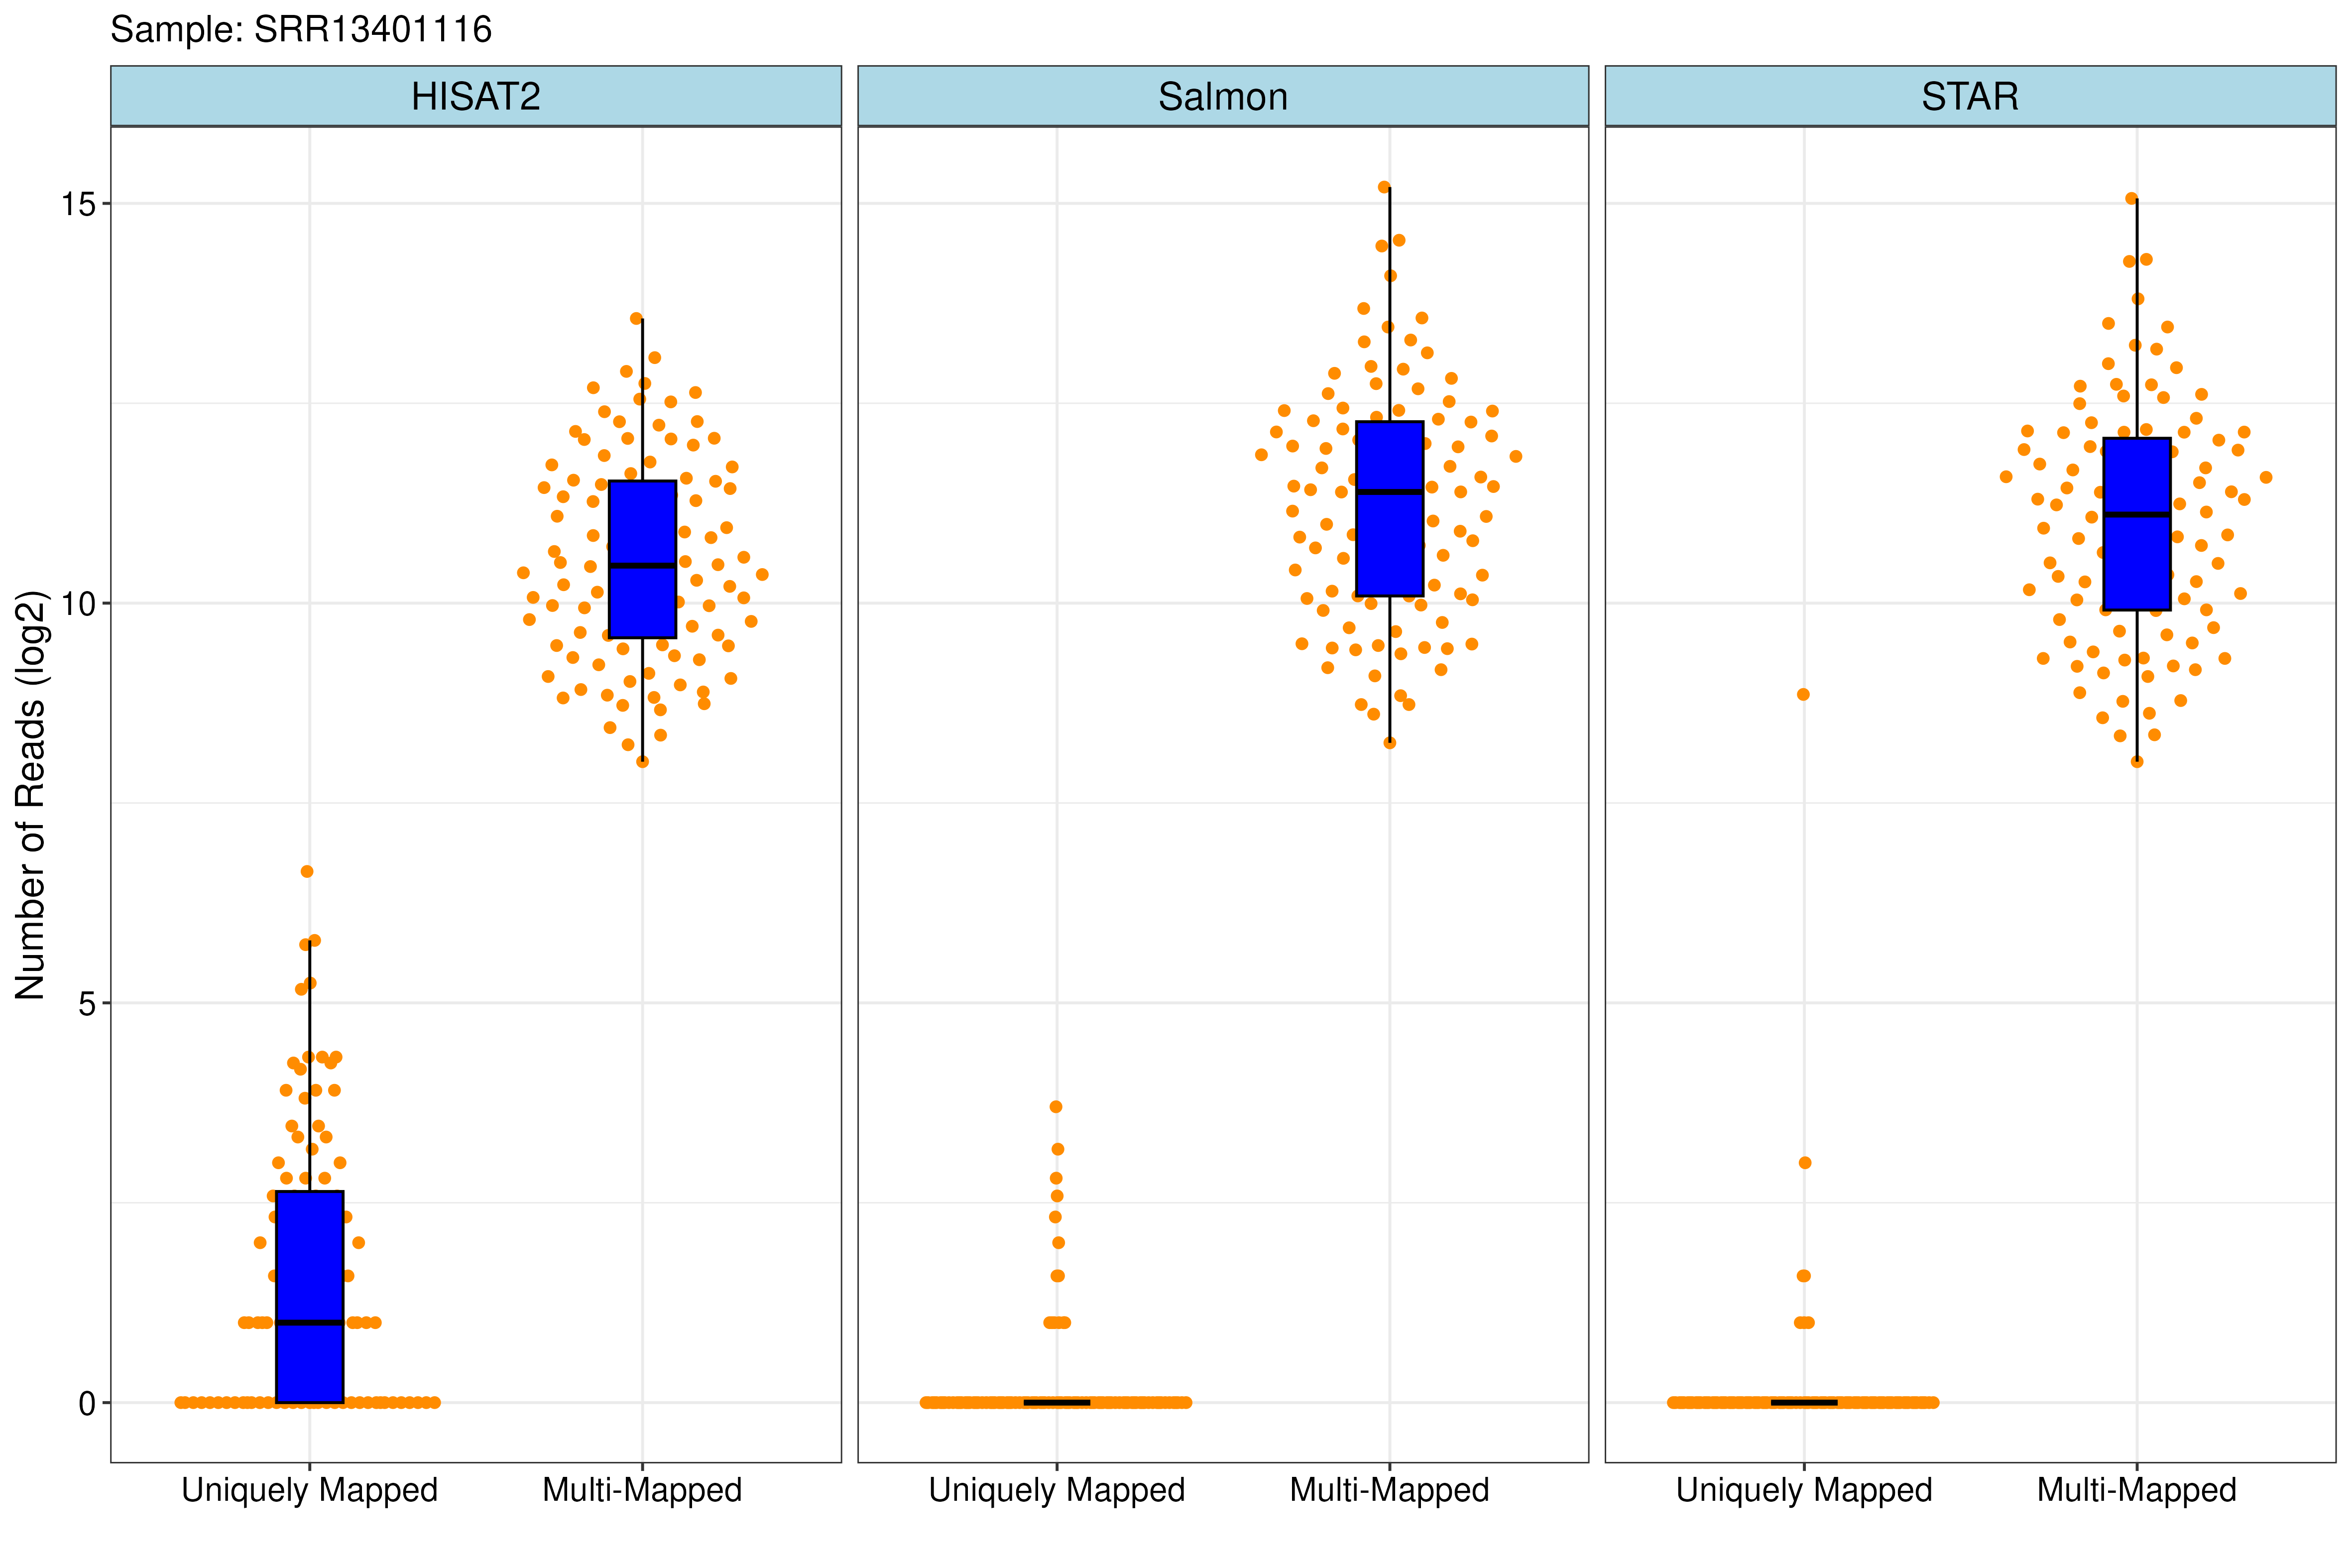 Sample: SRR13401116
HISAT2
Salmon
STAR
Number of Reads (log2)
15
10
5
0
Uniquely Mapped
Multi-Mapped
Uniquely Mapped
Multi-Mapped
Uniquely Mapped
Multi-Mapped